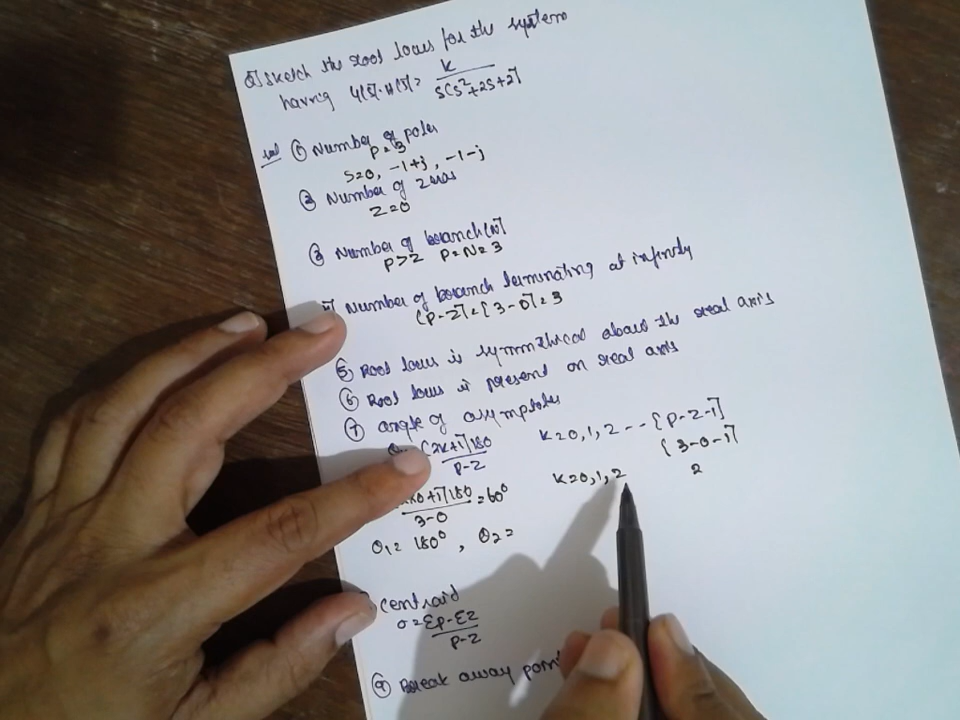 Q] Sketch the root locus for the system
having G(s).H(s) = K / S(S²+2S+2)
Sol ① Number of poles
P=3
S=0, -1+j, -1-j
② Number of zeros
Z=0
③ Number of branch(N)
P>Z P=N=3
Number of branch terminating at infinity
(P-Z)=(3-0)=3
⑤ Root locus is symmetrical about the real axis
⑥ Root locus is present on real axis
⑦ angle of asymptotes
(2K+1)180 / P-Z K=0,1,2 -- (P-Z-1)
(3-0-1)
2
x0+1)180 / 3-0 = 60° K=0,1,2
θ1= 180°, θ2=
Centroid
σ = ΣP-ΣZ / P-Z
⑨ Break away